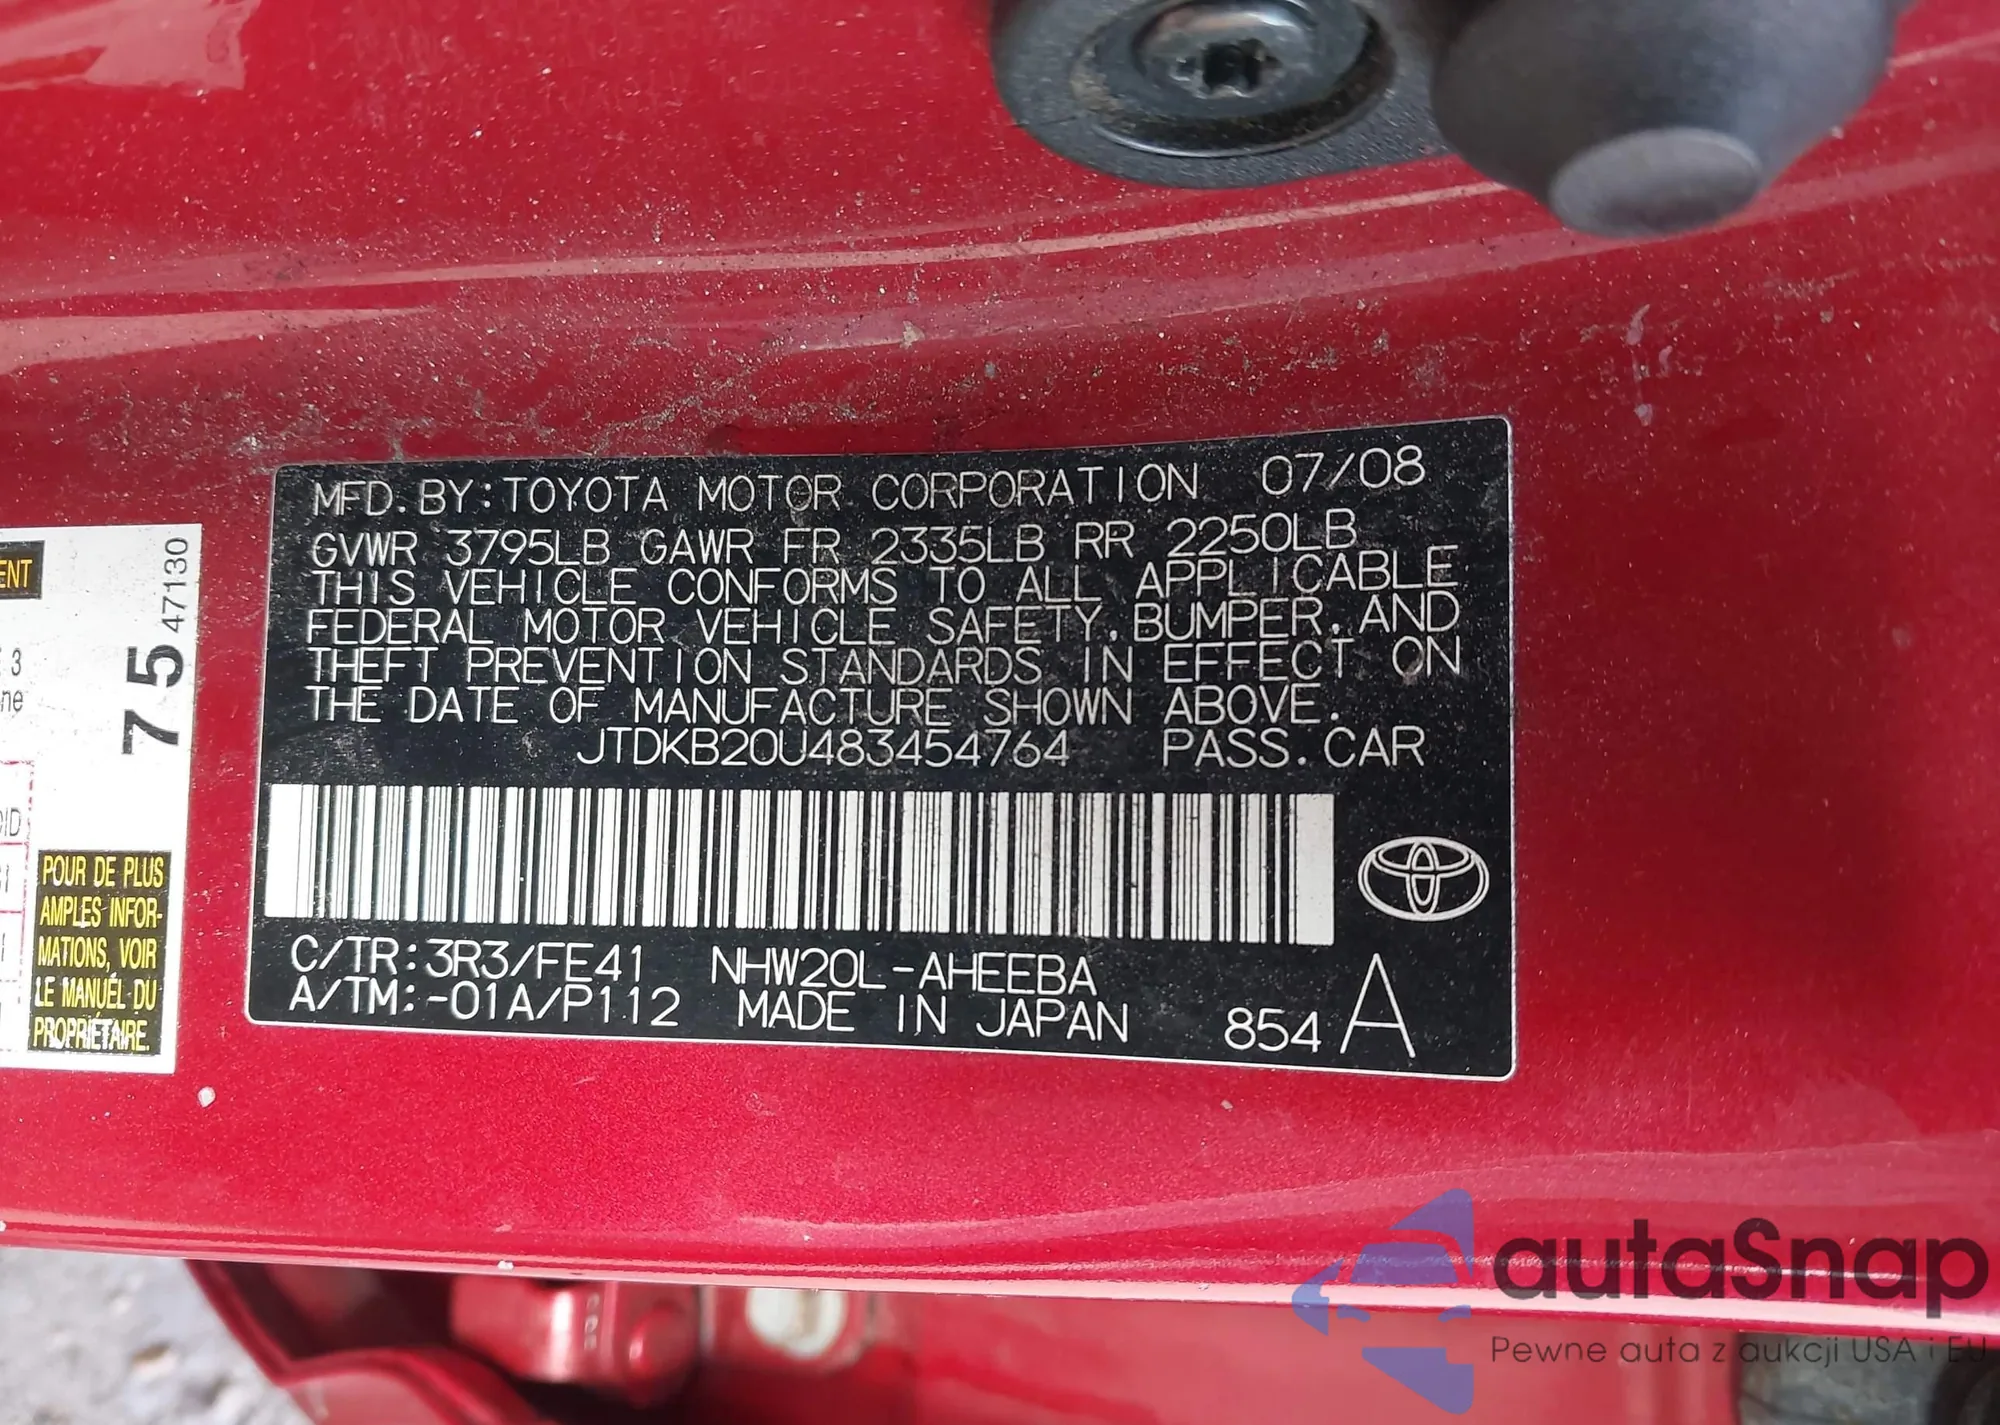 MFD. BY: TOYOTA MOTOR CORPORATION 07/08
GVWR 3795LB GAWR FR 2335LB RR 2250LB
THIS VEHICLE CONFORMS TO ALL APPLICABLE
FEDERAL MOTOR VEHICLE SAFETY, BUMPER, AND
THEFT PREVENTION STANDARDS IN EFFECT ON
THE DATE OF MANUFACTURE SHOWN ABOVE.
JTDKB20U483454764 PASS. CAR
C/TR: 3R3/FE41 NHW20L-AHEEBA
A/TM: -01A/P112 MADE IN JAPAN 854 A
75 47130
POUR DE PLUS
AMPLES INFOR-
MATIONS, VOIR
LE MANUEL DU
PROPRIÉTAIRE.
autaSnap
Pewne auta z aukcji USA i EU